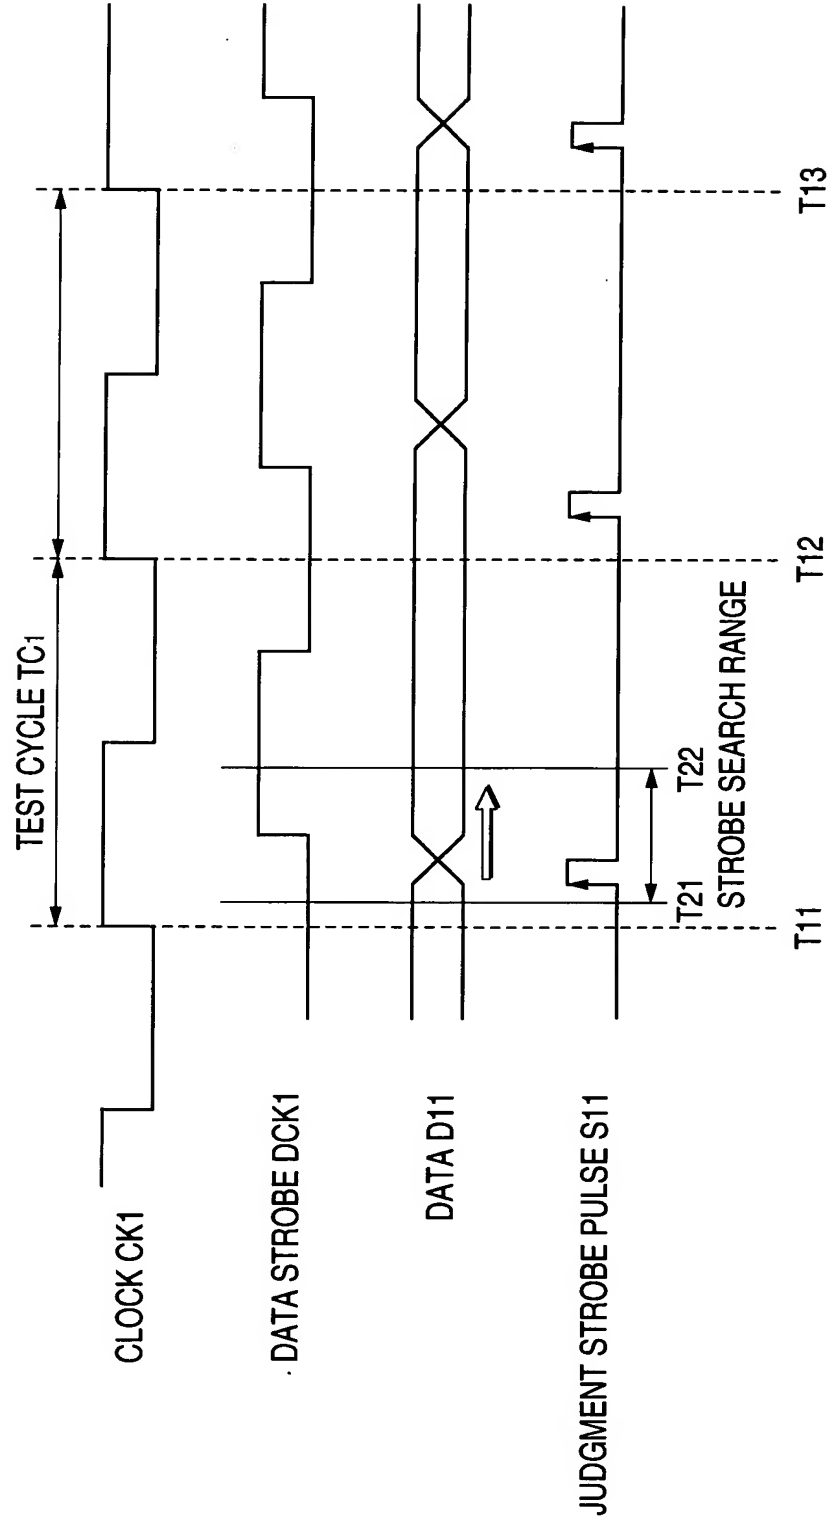 TEST CYCLE TC1
CLOCK CK1
DATA STROBE DCK1
DATA D11
JUDGMENT STROBE PULSE S11
T21
T22
STROBE SEARCH RANGE
T11
T12
T13